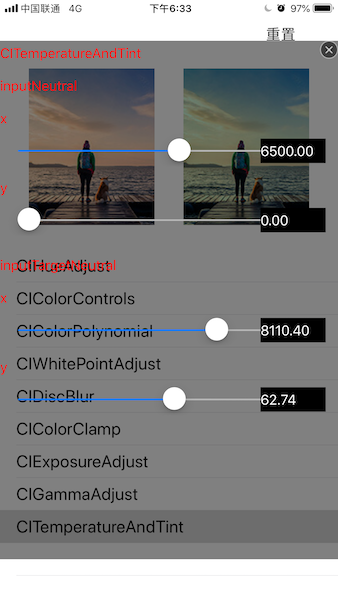 中国联通 4G 下午6:33 97%
重置
CITemperatureAndTint
inputNeutral
x
6500.00
y
0.00
CIHueAdjust
CIColorControls
x
CIColorPolynomial 8110.40
CIWhitePointAdjust
y
CIDiscBlur 62.74
CIColorClamp
CIExposureAdjust
CIGammaAdjust
CITemperatureAndTint